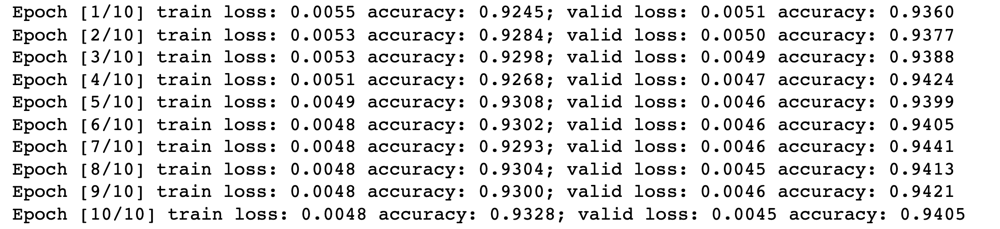 Epoch [1/10] train loss: 0.0055 accuracy: 0.9245; valid loss: 0.0051 accuracy: 0.9360
Epoch [2/10] train loss: 0.0053 accuracy: 0.9284; valid loss: 0.0050 accuracy: 0.9377
Epoch [3/10] train loss: 0.0053 accuracy: 0.9298; valid loss: 0.0049 accuracy: 0.9388
Epoch [4/10] train loss: 0.0051 accuracy: 0.9268; valid loss: 0.0047 accuracy: 0.9424
Epoch [5/10] train loss: 0.0049 accuracy: 0.9308; valid loss: 0.0046 accuracy: 0.9399
Epoch [6/10] train loss: 0.0048 accuracy: 0.9302; valid loss: 0.0046 accuracy: 0.9405
Epoch [7/10] train loss: 0.0048 accuracy: 0.9293; valid loss: 0.0046 accuracy: 0.9441
Epoch [8/10] train loss: 0.0048 accuracy: 0.9304; valid loss: 0.0045 accuracy: 0.9413
Epoch [9/10] train loss: 0.0048 accuracy: 0.9300; valid loss: 0.0046 accuracy: 0.9421
Epoch [10/10] train loss: 0.0048 accuracy: 0.9328; valid loss: 0.0045 accuracy: 0.9405